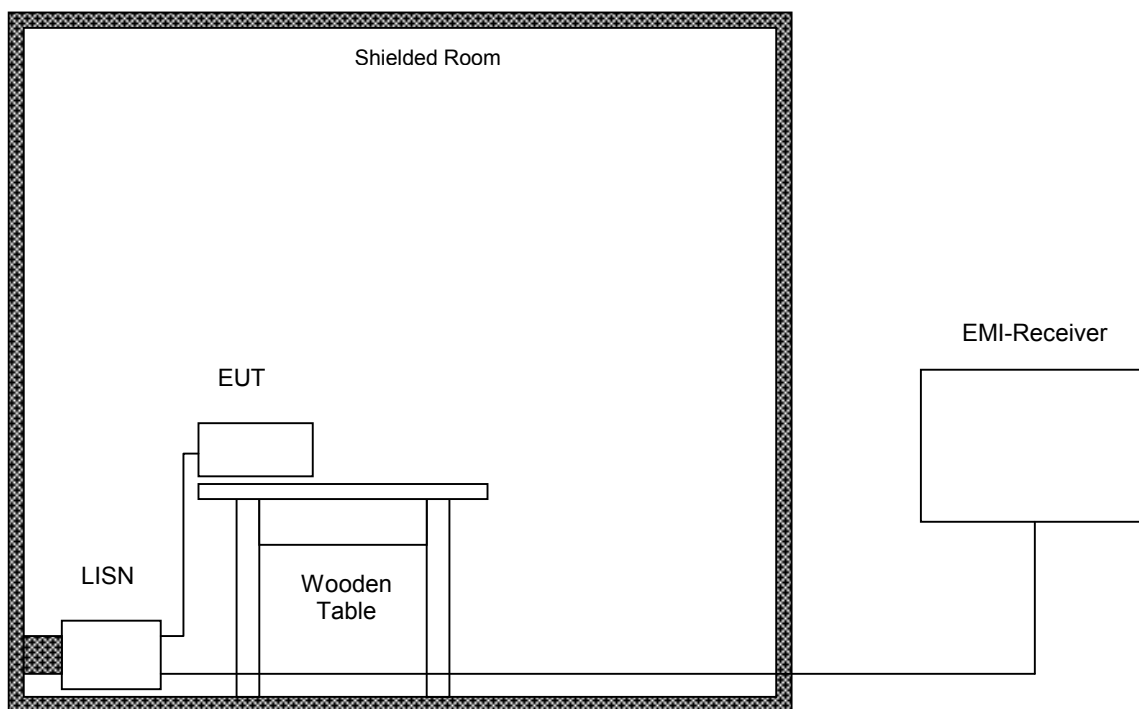 Shielded Room
EMI-Receiver
EUT
LISN
Wooden
Table